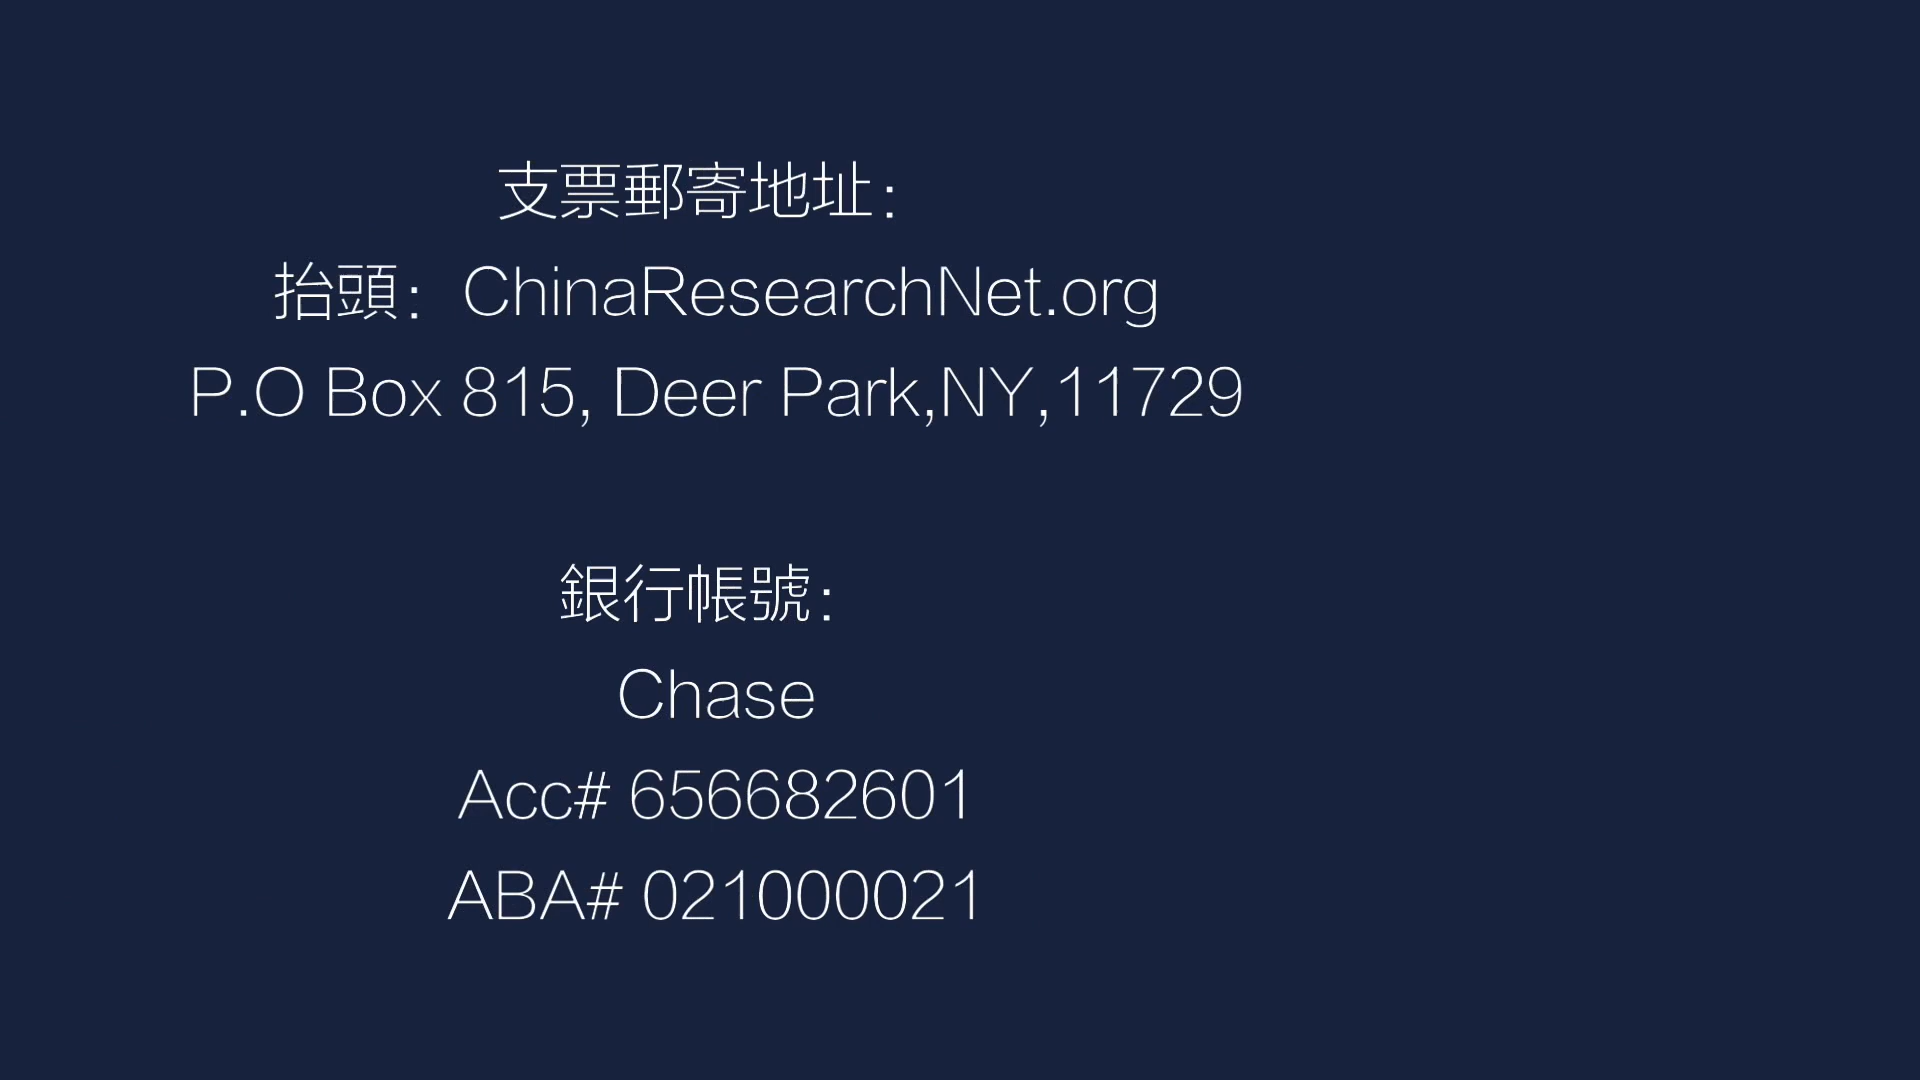 支票郵寄地址：
抬頭：ChinaResearchNet.org
P.O Box 815, Deer Park,NY,11729
銀行帳號：
Chase
Acc# 656682601
ABA# 021000021